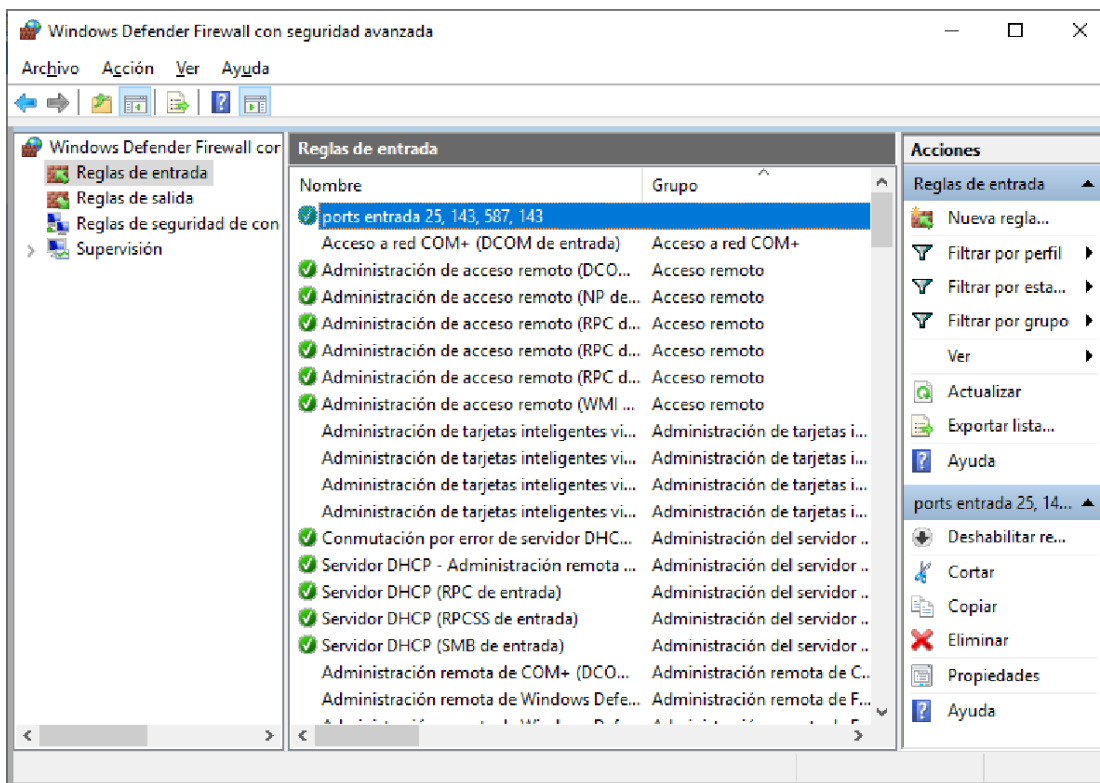 Windows Defender Firewall con seguridad avanzada
Archivo Acción Ver Ayuda
Windows Defender Firewall con
Reglas de entrada
Reglas de salida
Reglas de seguridad de con
Supervisión
Reglas de entrada
Nombre Grupo
ports entrada 25, 143, 587, 143
Acceso a red COM+ (DCOM de entrada) Acceso a red COM+
Administración de acceso remoto (DCO... Acceso remoto
Administración de acceso remoto (NP de... Acceso remoto
Administración de acceso remoto (RPC d... Acceso remoto
Administración de acceso remoto (RPC d... Acceso remoto
Administración de acceso remoto (RPC d... Acceso remoto
Administración de acceso remoto (WMI ... Acceso remoto
Administración de tarjetas inteligentes vi... Administración de tarjetas i...
Administración de tarjetas inteligentes vi... Administración de tarjetas i...
Administración de tarjetas inteligentes vi... Administración de tarjetas i...
Administración de tarjetas inteligentes vi... Administración de tarjetas i...
Conmutación por error de servidor DHC... Administración del servidor ..
Servidor DHCP - Administración remota ... Administración del servidor ..
Servidor DHCP (RPC de entrada) Administración del servidor ..
Servidor DHCP (RPCSS de entrada) Administración del servidor ..
Servidor DHCP (SMB de entrada) Administración del servidor ..
Administración remota de COM+ (DCO... Administración remota de C..
Administración remota de Windows Defe... Administración remota de F...
Acciones
Reglas de entrada
Nueva regla...
Filtrar por perfil
Filtrar por esta...
Filtrar por grupo
Ver
Actualizar
Exportar lista...
Ayuda
ports entrada 25, 14...
Deshabilitar re...
Cortar
Copiar
Eliminar
Propiedades
Ayuda